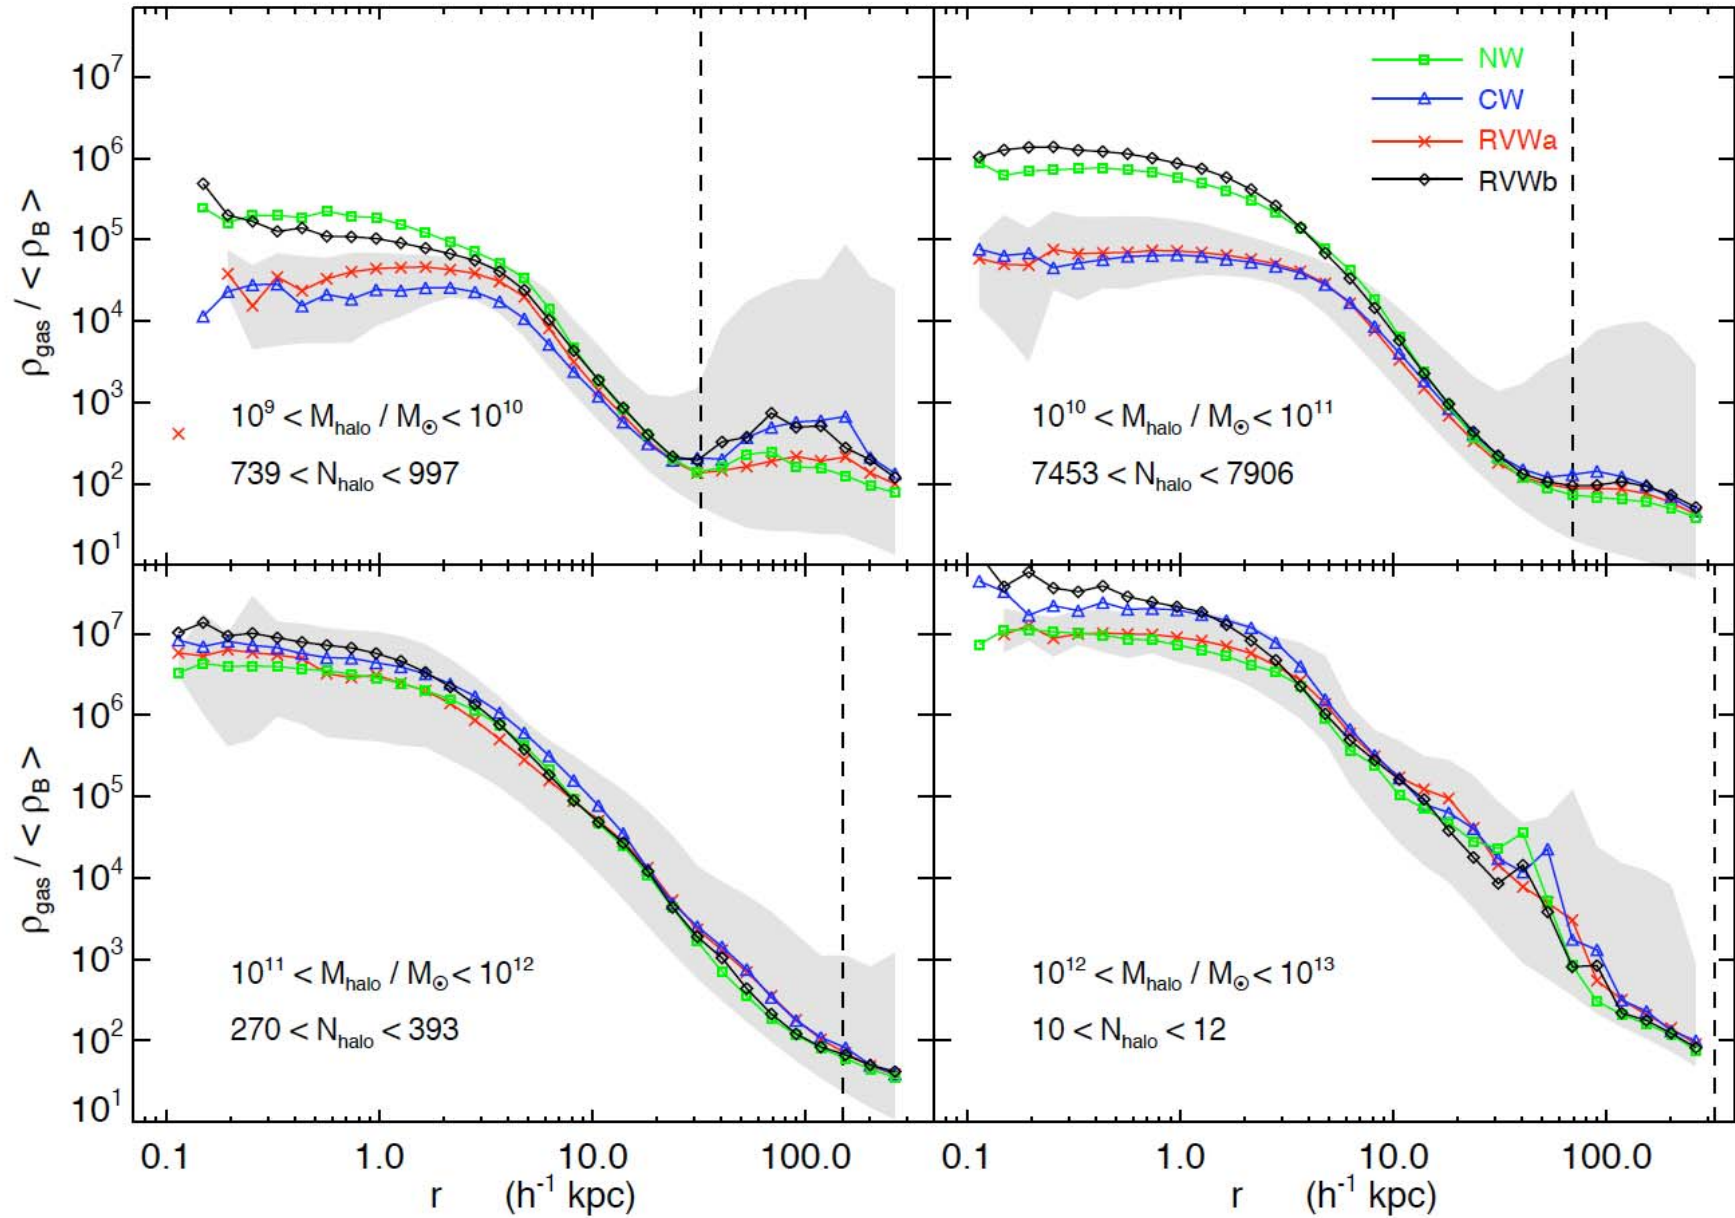 NW
CW
RVWa
RVWb
ρ_gas / < ρ_B >
10^7
10^6
10^5
10^4
10^3
10^2
10^1
10^9 < M_halo / M_☉ < 10^10
739 < N_halo < 997
10^10 < M_halo / M_☉ < 10^11
7453 < N_halo < 7906
ρ_gas / < ρ_B >
10^7
10^6
10^5
10^4
10^3
10^2
10^1
10^11 < M_halo / M_☉ < 10^12
270 < N_halo < 393
10^12 < M_halo / M_☉ < 10^13
10 < N_halo < 12
0.1 1.0 10.0 100.0
r (h^-1 kpc)
0.1 1.0 10.0 100.0
r (h^-1 kpc)